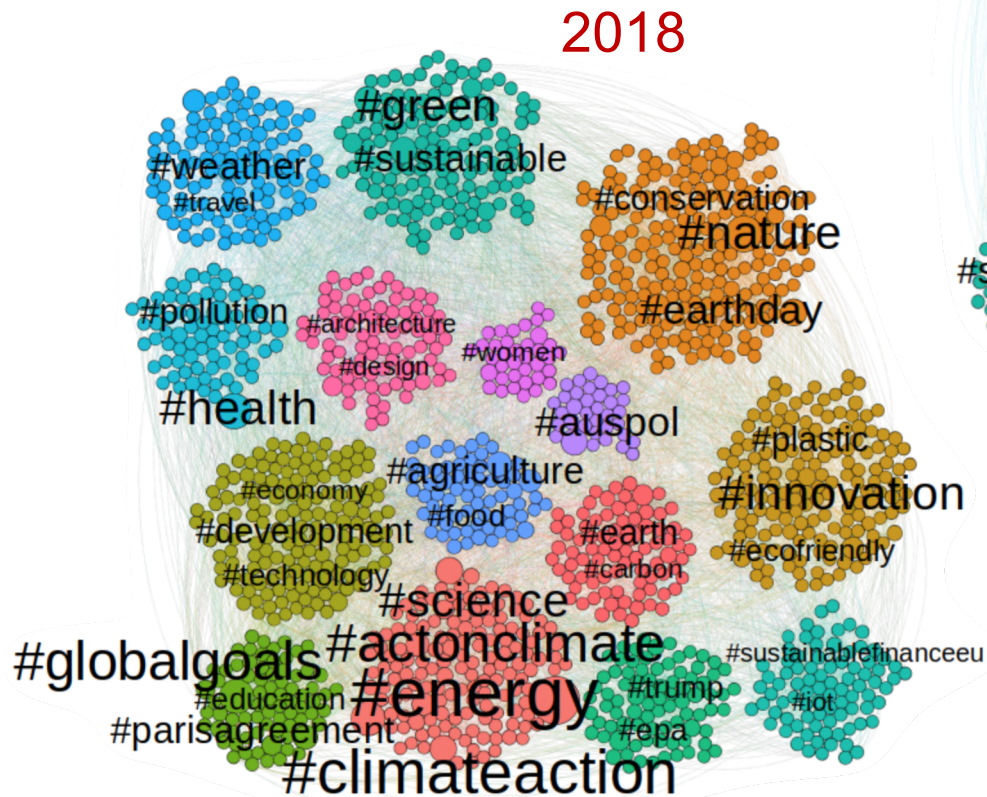 2018
#green
#weather
#sustainable
#travel
#conservation
#nature
#s
#pollution
#earthday
#architecture
#women
#design
#health
#auspol
#plastic
#agriculture
#economy
#innovation
#food
#development
#earth
#ecofriendly
#carbon
#technology
#science
#actonclimate
#globalgoals
#sustainablefinanceeu
#energy
#trump
#education
#iot
#parisagreement
#epa
#climateaction